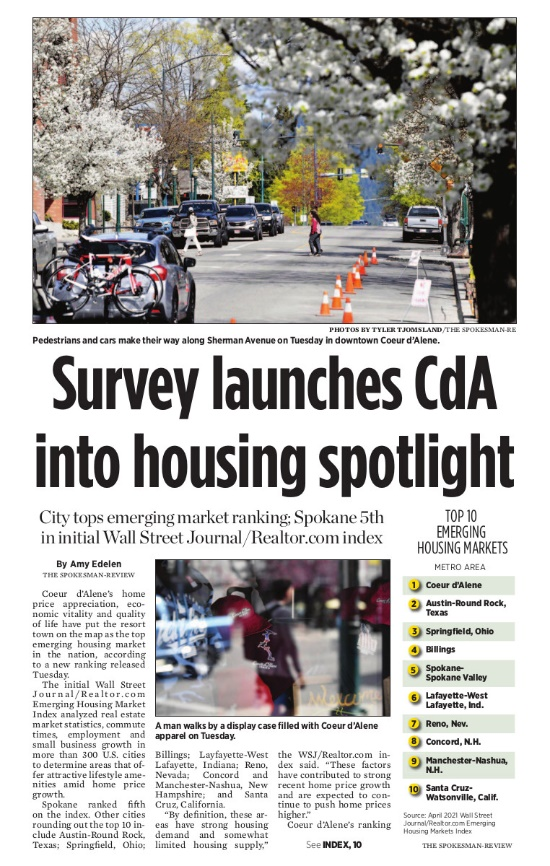 PHOTOS BY TYLER TJOMSLAND/THE SPOKESMAN-RE
Pedestrians and cars make their way along Sherman Avenue on Tuesday in downtown Coeur d'Alene.
Survey launches CdA
into housing spotlight
City tops emerging market ranking; Spokane 5th
in initial Wall Street Journal/Realtor.com index
By Amy Edelen
THE SPOKESMAN-REVIEW
Coeur d'Alene's home
price appreciation, eco-
nomic vitality and quality
of life have put the resort
town on the map as the top
emerging housing market
in the nation, according
to a new ranking released
Tuesday.
The initial Wall Street
Journal/Realtor.com
Emerging Housing Market
Index analyzed real estate
market statistics, commute
times, employment and
small business growth in
more than 300 U.S. cities
to determine areas that of-
fer attractive lifestyle ame-
nities amid home price
growth.
Spokane ranked fifth
on the index. Other cities
rounding out the top 10 in-
clude Austin-Round Rock,
Texas; Springfield, Ohio;
A man walks by a display case filled with Coeur d'Alene
apparel on Tuesday.
Billings; Layfayette-West
Lafayette, Indiana; Reno,
Nevada; Concord and
Manchester-Nashua, New
Hampshire; and Santa
Cruz, California.
"By definition, these ar-
eas have strong housing
demand and somewhat
limited housing supply,"
the WSJ/Realtor.com in-
dex said. "These factors
have contributed to strong
recent home price growth
and are expected to con-
tinue to push home prices
higher."
Coeur d'Alene's ranking
See INDEX, 10
TOP 10
EMERGING
HOUSING MARKETS
METRO AREA
1 Coeur d'Alene
2 Austin-Round Rock,
Texas
3 Springfield, Ohio
4 Billings
5 Spokane-
Spokane Valley
6 Lafayette-West
Lafayette, Ind.
7 Reno, Nev.
8 Concord, N.H.
9 Manchester-Nashua,
N.H.
10 Santa Cruz-
Watsonville, Calif.
Source: April 2021 Wall Street
Journal/Realtor.com Emerging
Housing Markets Index
THE SPOKESMAN-REVIEW